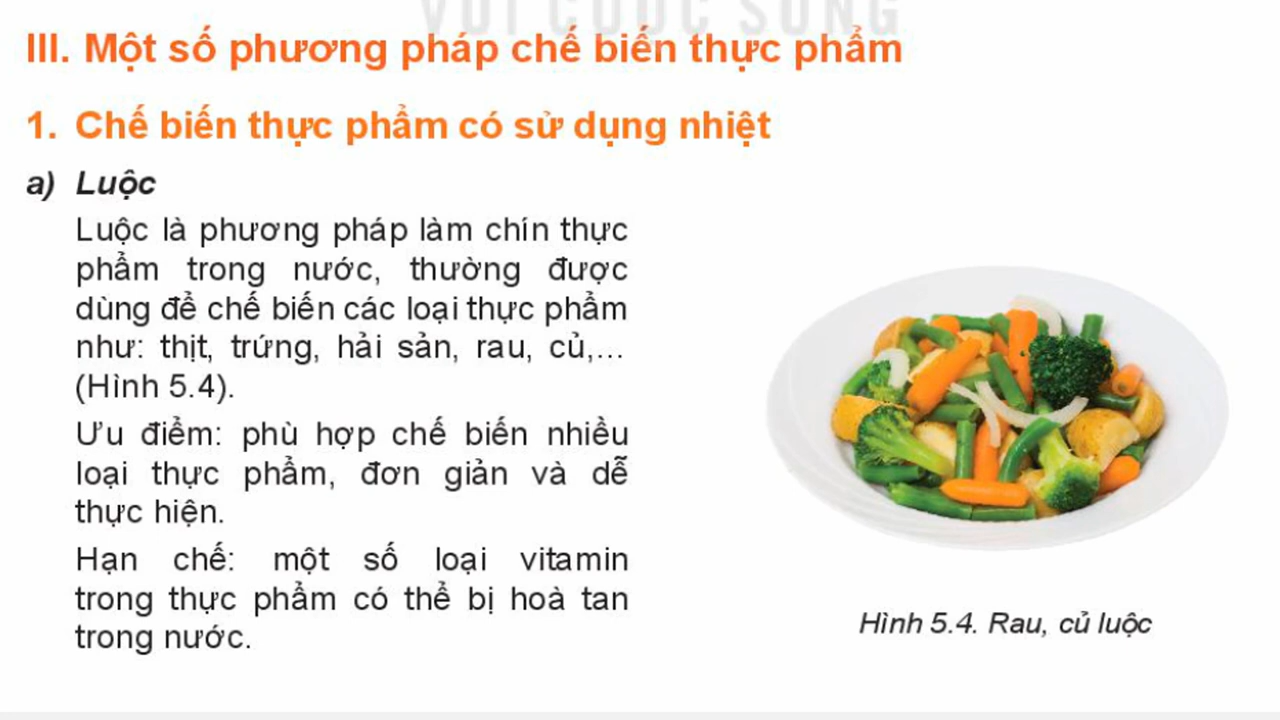 VỚI CUỘC SỐNG
III. Một số phương pháp chế biến thực phẩm
1. Chế biến thực phẩm có sử dụng nhiệt
a) Luộc
Luộc là phương pháp làm chín thực
phẩm trong nước, thường được
dùng để chế biến các loại thực phẩm
như: thịt, trứng, hải sản, rau, củ,...
(Hình 5.4).
Ưu điểm: phù hợp chế biến nhiều
loại thực phẩm, đơn giản và dễ
thực hiện.
Hạn chế: một số loại vitamin
trong thực phẩm có thể bị hoà tan
trong nước.
Hình 5.4. Rau, củ luộc